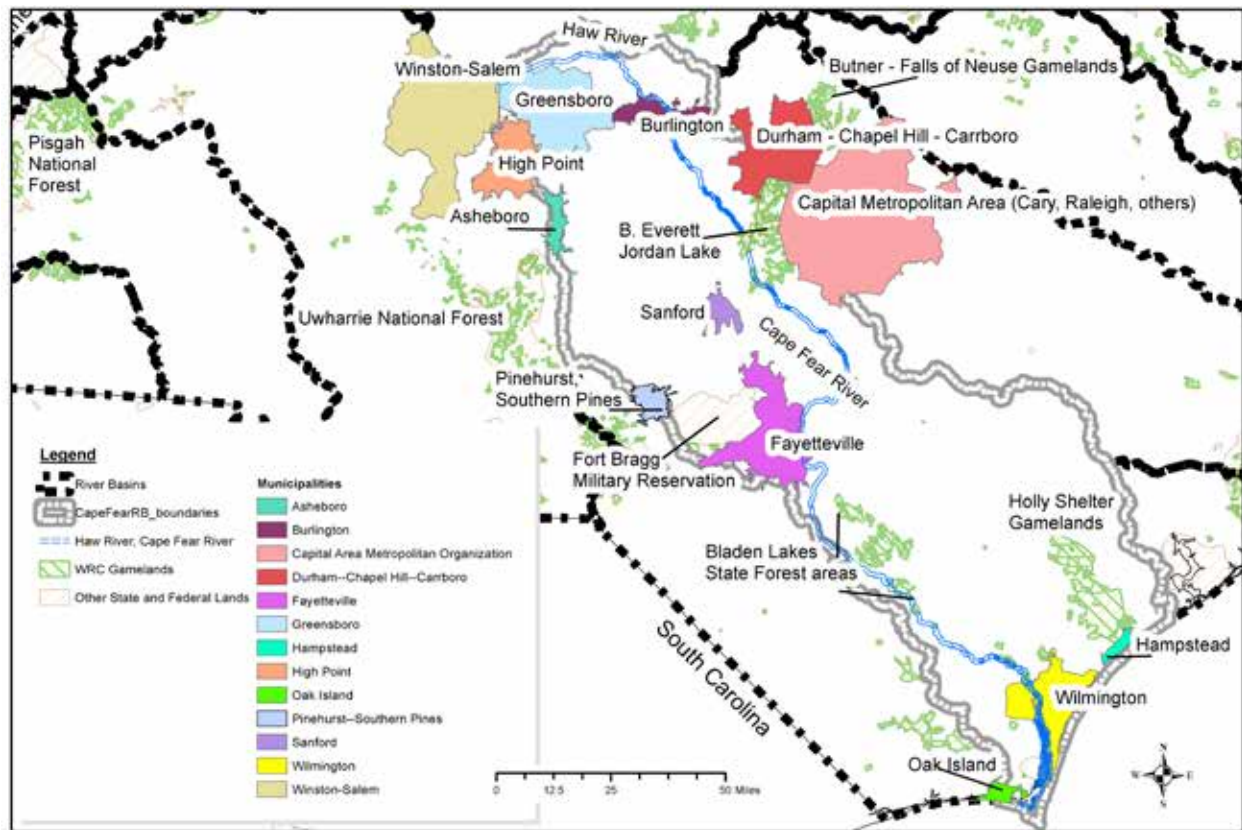 Haw River
Winston-Salem
Butner - Falls of Neuse Gamelands
Greensboro
Burlington
Durham - Chapel Hill - Carrboro
Pisgah
National
Forest
High Point
Capital Metropolitan Area (Cary, Raleigh, others)
Asheboro
B. Everett
Jordan Lake
Uwharrie National Forest
Sanford
Cape Fear River
Pinehurst,
Southern Pines
Fayetteville
Fort Bragg
Military Reservation
Holly Shelter
Gamelands
Bladen Lakes
State Forest areas
South Carolina
Hampstead
Wilmington
Oak Island
Legend
River Basins
CapeFearRB_boundaries
Haw River, Cape Fear River
WRC Gamelands
Other State and Federal Lands
Municipalities
Asheboro
Burlington
Capital Area Metropolitan Organization
Durham--Chapel Hill--Carrboro
Fayetteville
Greensboro
Hampstead
High Point
Oak Island
Pinehurst--Southern Pines
Sanford
Wilmington
Winston-Salem
0 12.5 25 50 Miles
N
W E
S